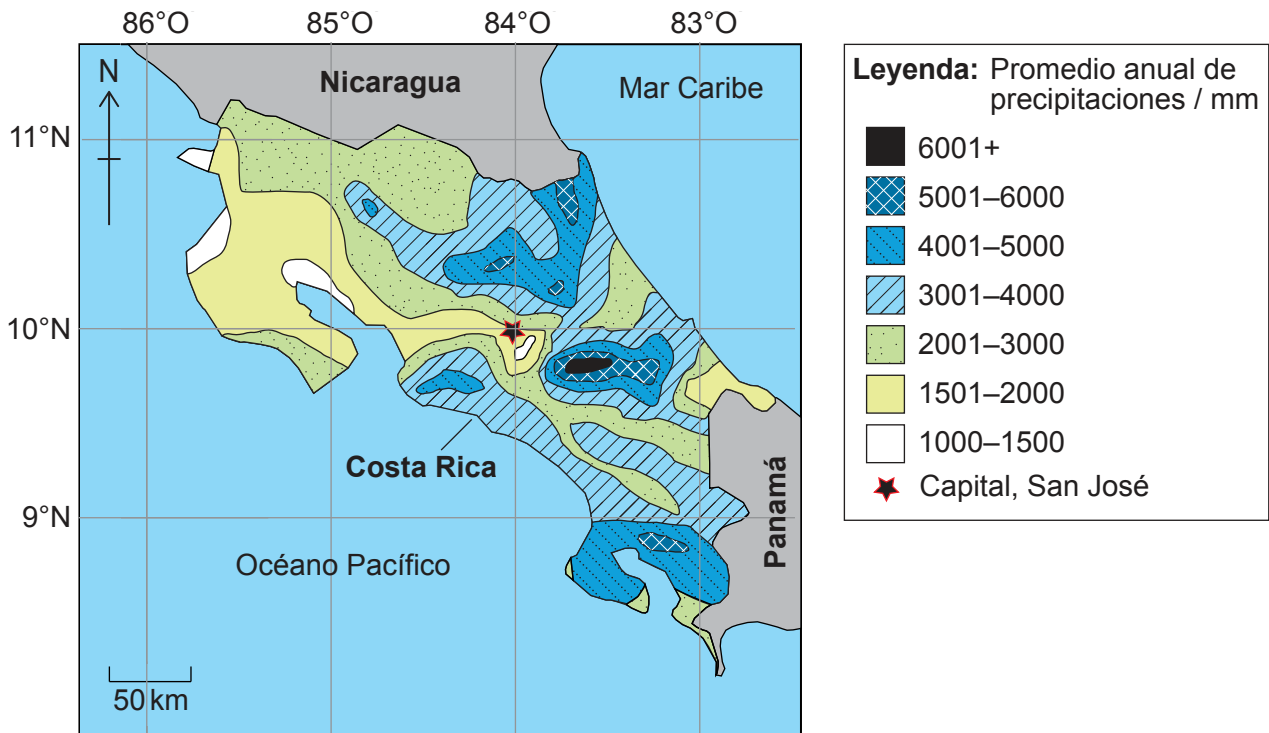 86°O 85°O 84°O 83°O
N
Nicaragua
Mar Caribe
11°N
10°N
Costa Rica
9°N
Panamá
Océano Pacífico
50 km
Leyenda: Promedio anual de
precipitaciones / mm
6001+
5001–6000
4001–5000
3001–4000
2001–3000
1501–2000
1000–1500
Capital, San José